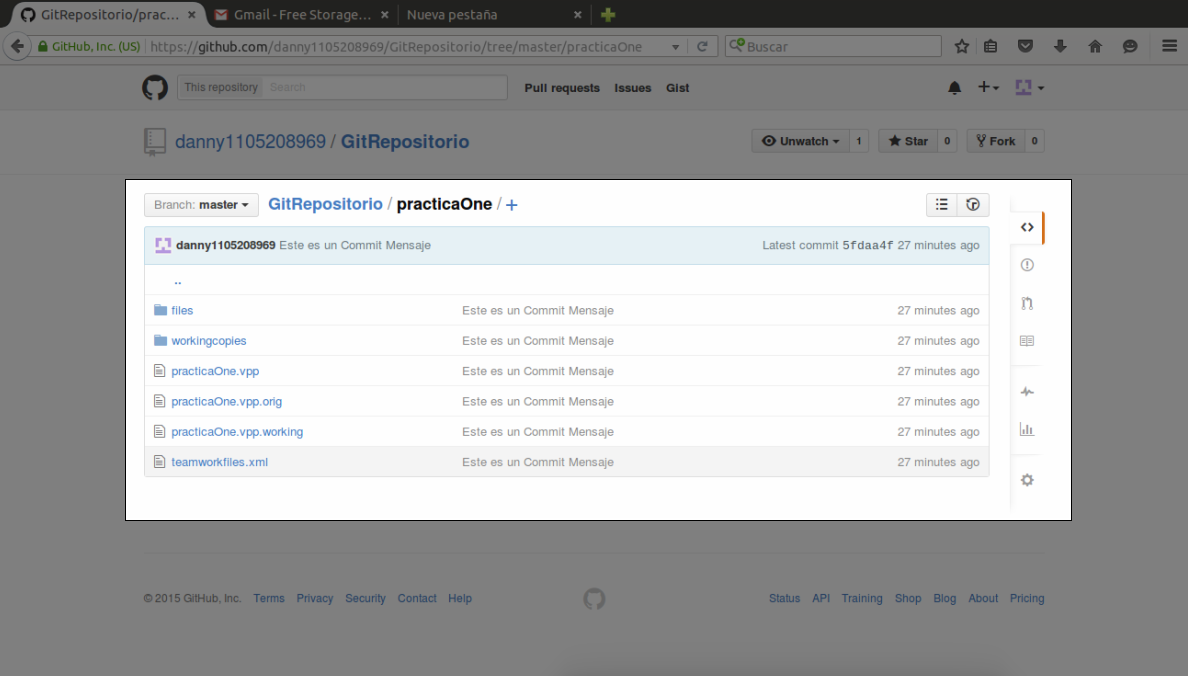 GitRepositorio/prac... Gmail - Free Storage... Nueva pestaña
GitHub, Inc. (US) https://github.com/danny1105208969/GitRepositorio/tree/master/practicaOne Buscar
This repository Search Pull requests Issues Gist
danny1105208969 / GitRepositorio Unwatch 1 Star 0 Fork 0
Branch: master GitRepositorio / practicaOne / +
danny1105208969 Este es un Commit Mensaje Latest commit 5fdaa4f 27 minutes ago
..
files Este es un Commit Mensaje 27 minutes ago
workingcopies Este es un Commit Mensaje 27 minutes ago
practicaOne.vpp Este es un Commit Mensaje 27 minutes ago
practicaOne.vpp.orig Este es un Commit Mensaje 27 minutes ago
practicaOne.vpp.working Este es un Commit Mensaje 27 minutes ago
teamworkfiles.xml Este es un Commit Mensaje 27 minutes ago
© 2015 GitHub, Inc. Terms Privacy Security Contact Help Status API Training Shop Blog About Pricing